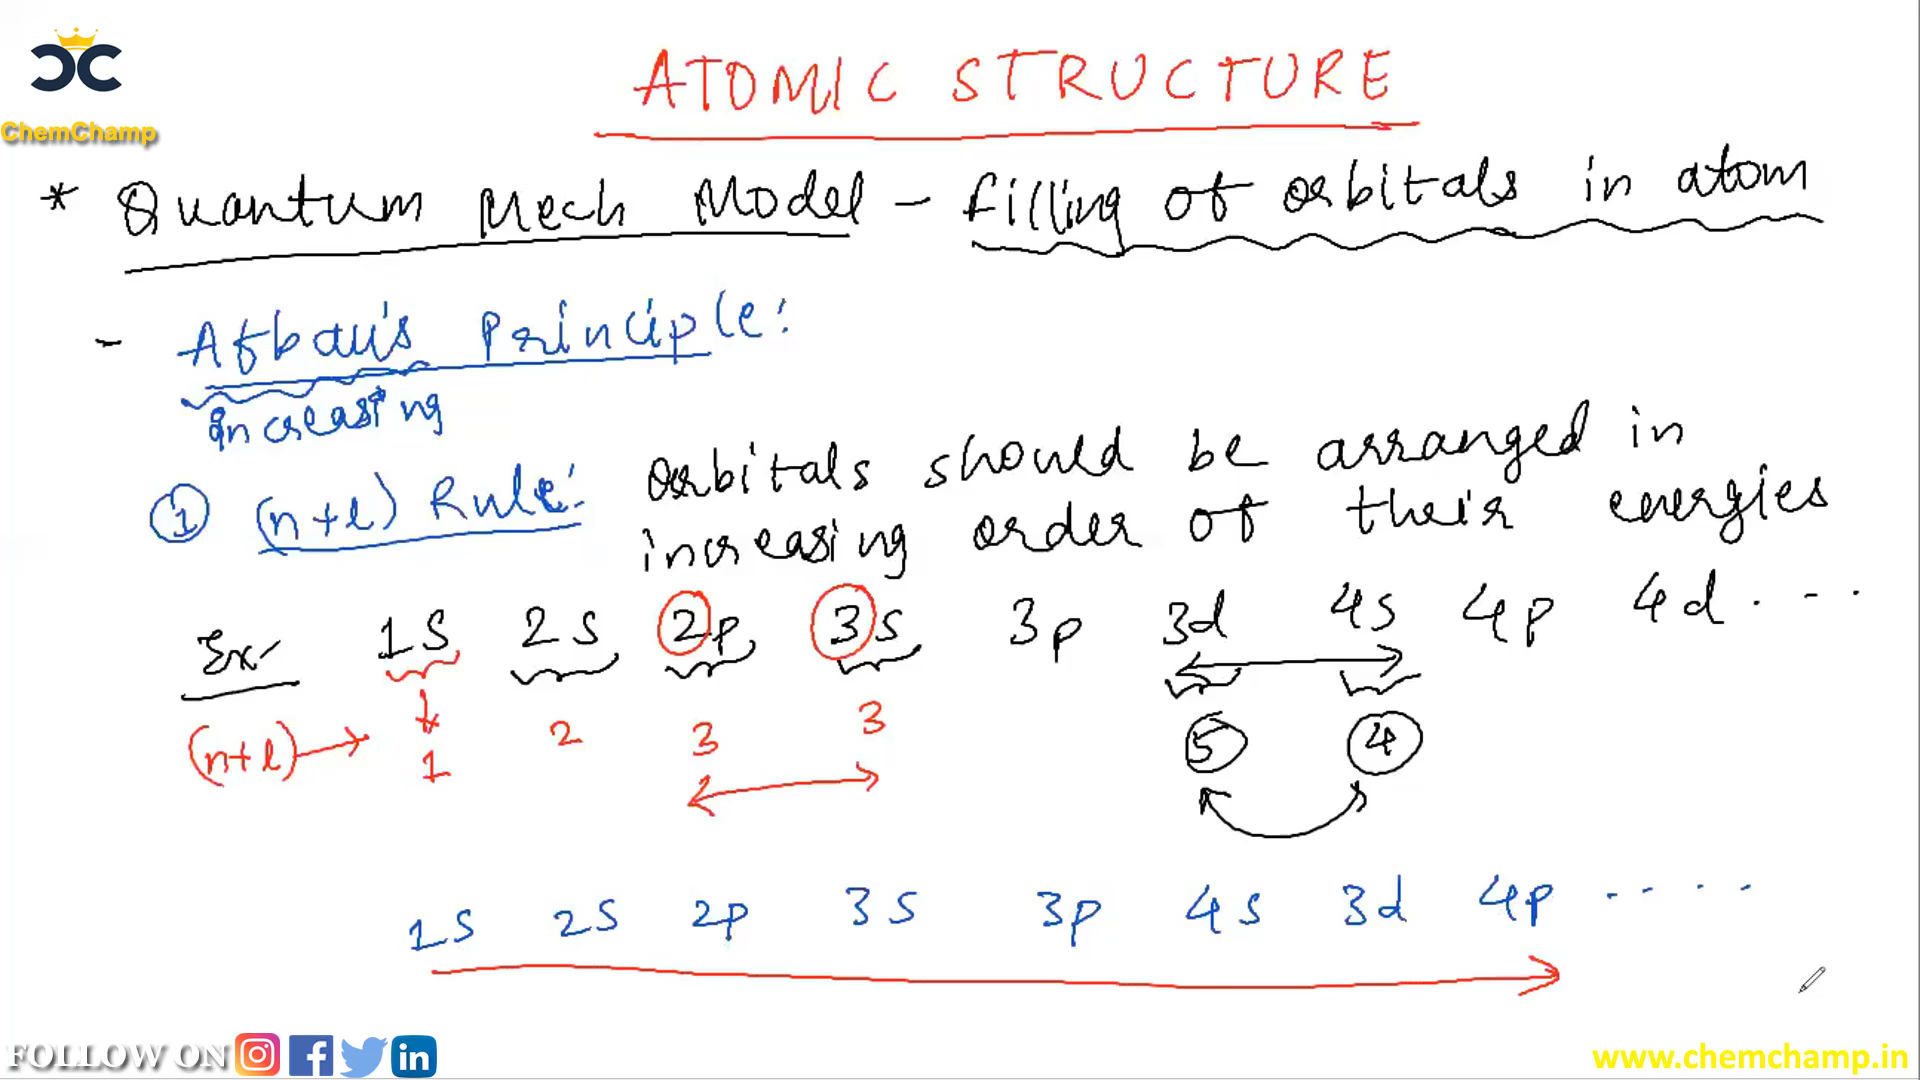 ChemChamp
ATOMIC STRUCTURE
* Quantum Mech Model - filling of orbitals in atom
- Afbau's Principle:
increasing
① (n+l) Rule: orbitals should be arranged in
increasing order of their energies
Ex- 1S 2S 2p 3s 3p 3d 4s 4p 4d ....
(n+l) → 1 2 3 3 5 4
1S 2S 2p 3s 3p 4s 3d 4p .....
FOLLOW ON in
www.chemchamp.in